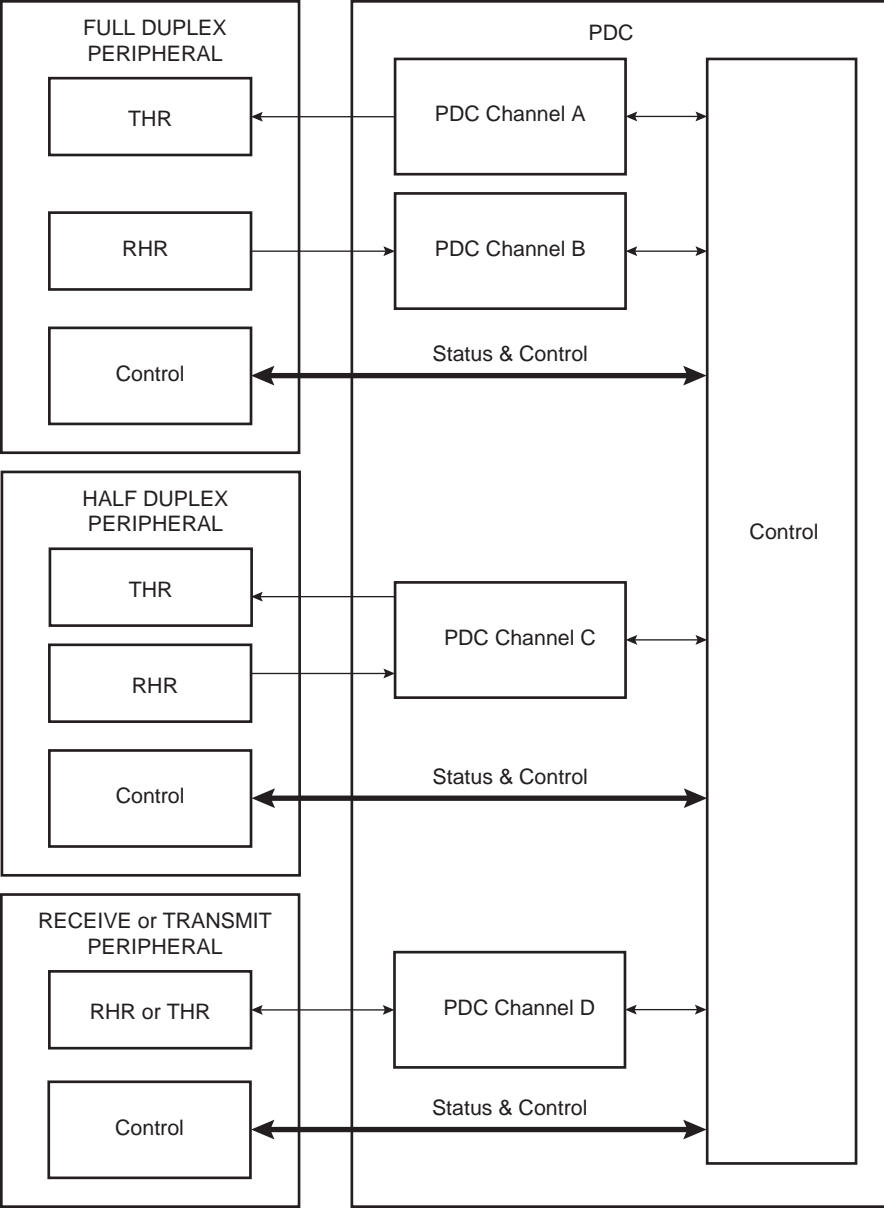 FULL DUPLEX
PERIPHERAL
THR
RHR
Control
HALF DUPLEX
PERIPHERAL
THR
RHR
Control
RECEIVE or TRANSMIT
PERIPHERAL
RHR or THR
Control
PDC
PDC Channel A
PDC Channel B
Status & Control
PDC Channel C
Status & Control
PDC Channel D
Status & Control
Control